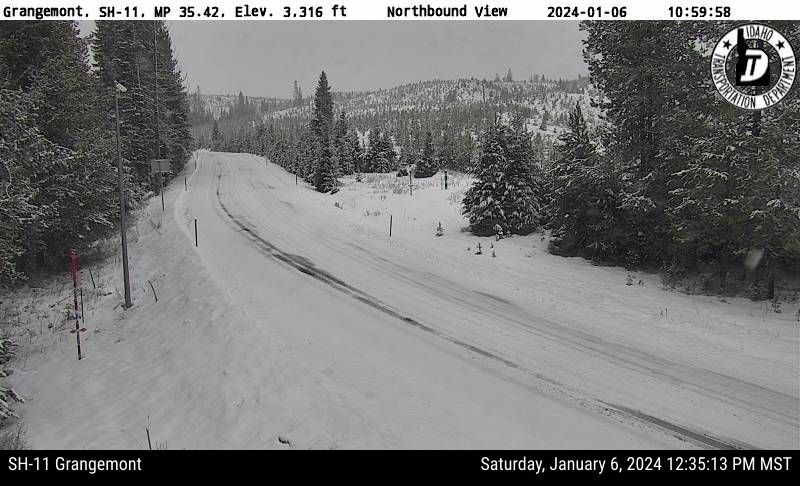 Grangemont, SH-11, MP 35.42, Elev. 3,316 ft Northbound View 2024-01-06 10:59:58
IDAHO
TRANSPORTATION DEPARTMENT
SH-11 Grangemont Saturday, January 6, 2024 12:35:13 PM MST